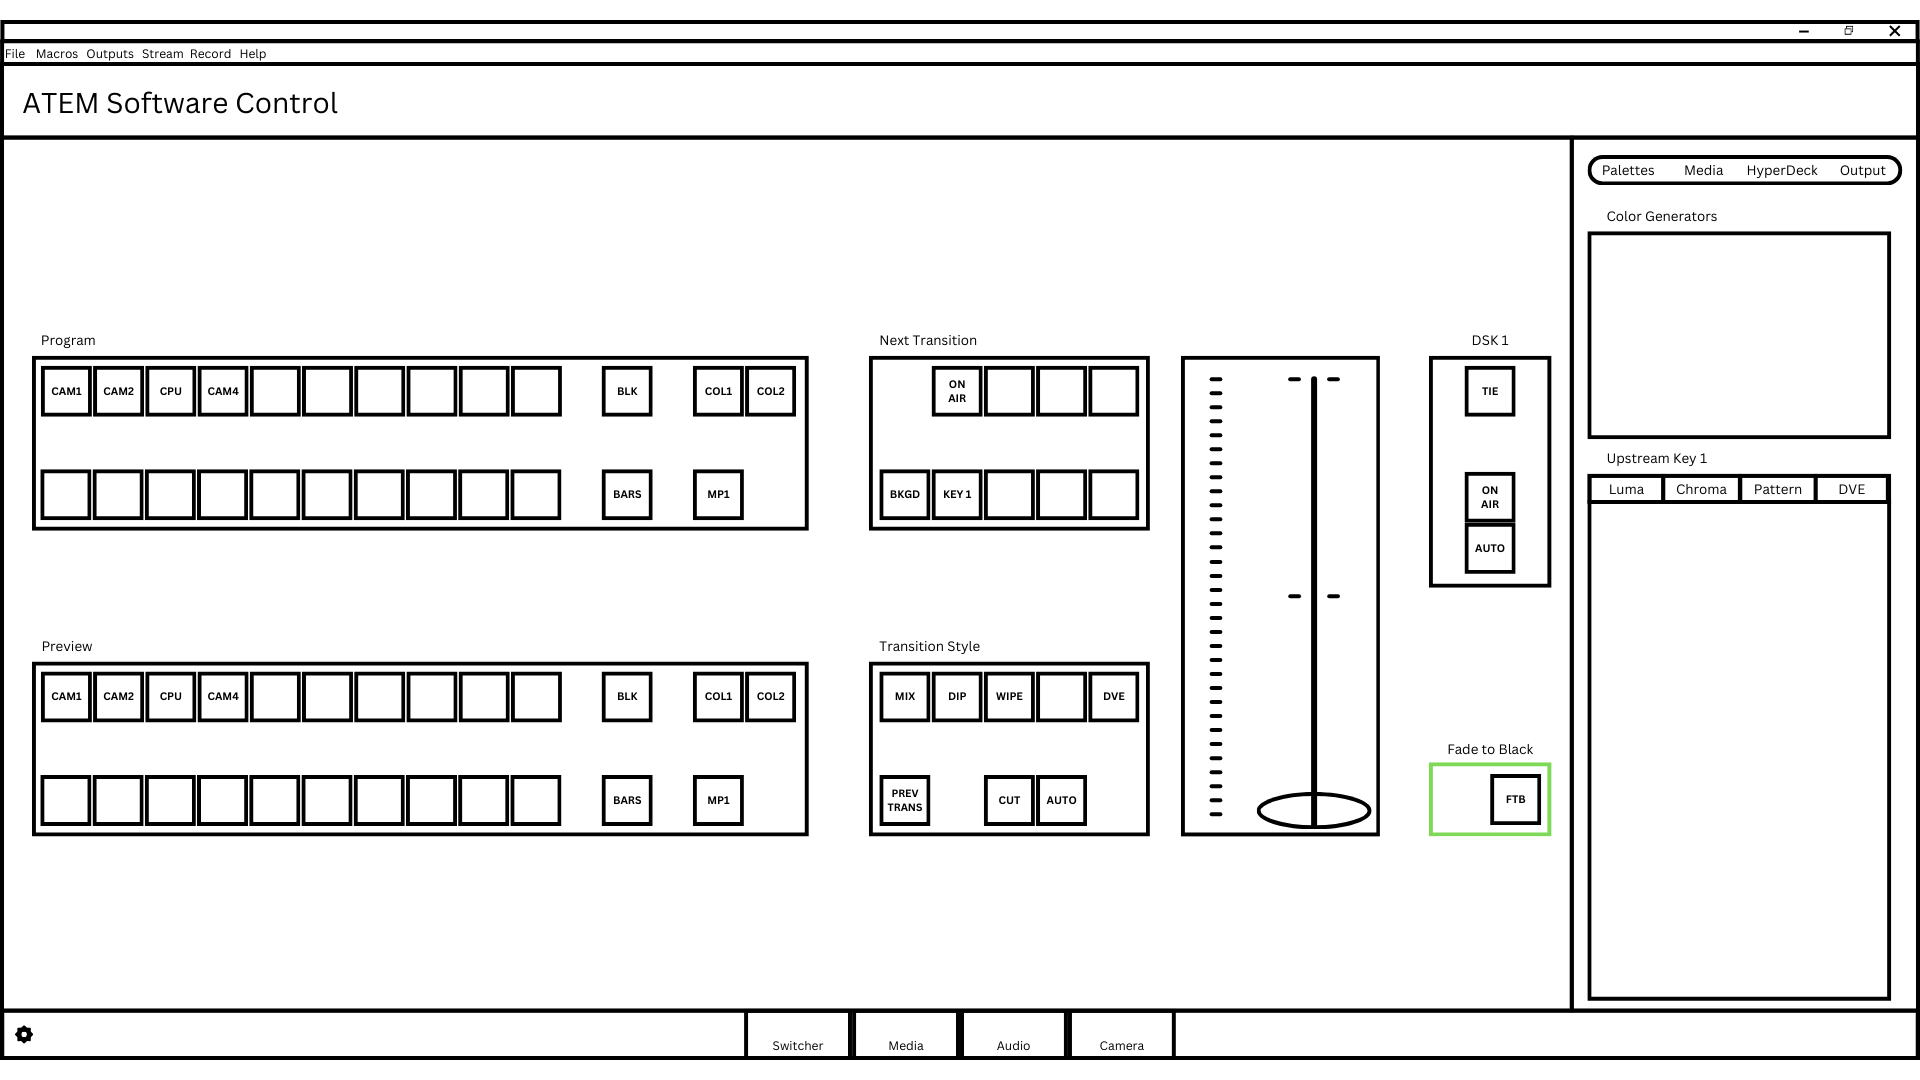 File Macros Outputs Stream Record Help
ATEM Software Control
Palettes Media HyperDeck Output
Color Generators
Program
CAM1 CAM2 CPU CAM4 BLK COL1 COL2
BARS MP1
Next Transition
ON
AIR
BKGD KEY 1
DSK 1
TIE
ON
AIR
AUTO
Upstream Key 1
Luma Chroma Pattern DVE
Preview
CAM1 CAM2 CPU CAM4 BLK COL1 COL2
BARS MP1
Transition Style
MIX DIP WIPE DVE
PREV
TRANS
CUT AUTO
Fade to Black
FTB
Switcher Media Audio Camera